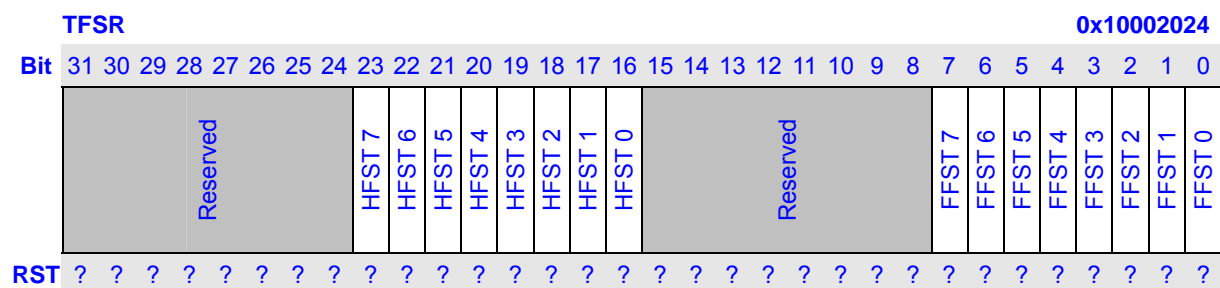 TFSR 0x10002024
Bit 31 30 29 28 27 26 25 24 23 22 21 20 19 18 17 16 15 14 13 12 11 10 9 8 7 6 5 4 3 2 1 0
Reserved HFST 7 HFST 6 HFST 5 HFST 4 HFST 3 HFST 2 HFST 1 HFST 0 Reserved FFST 7 FFST 6 FFST 5 FFST 4 FFST 3 FFST 2 FFST 1 FFST 0
RST ? ? ? ? ? ? ? ? ? ? ? ? ? ? ? ? ? ? ? ? ? ? ? ? ? ? ? ? ? ? ? ?